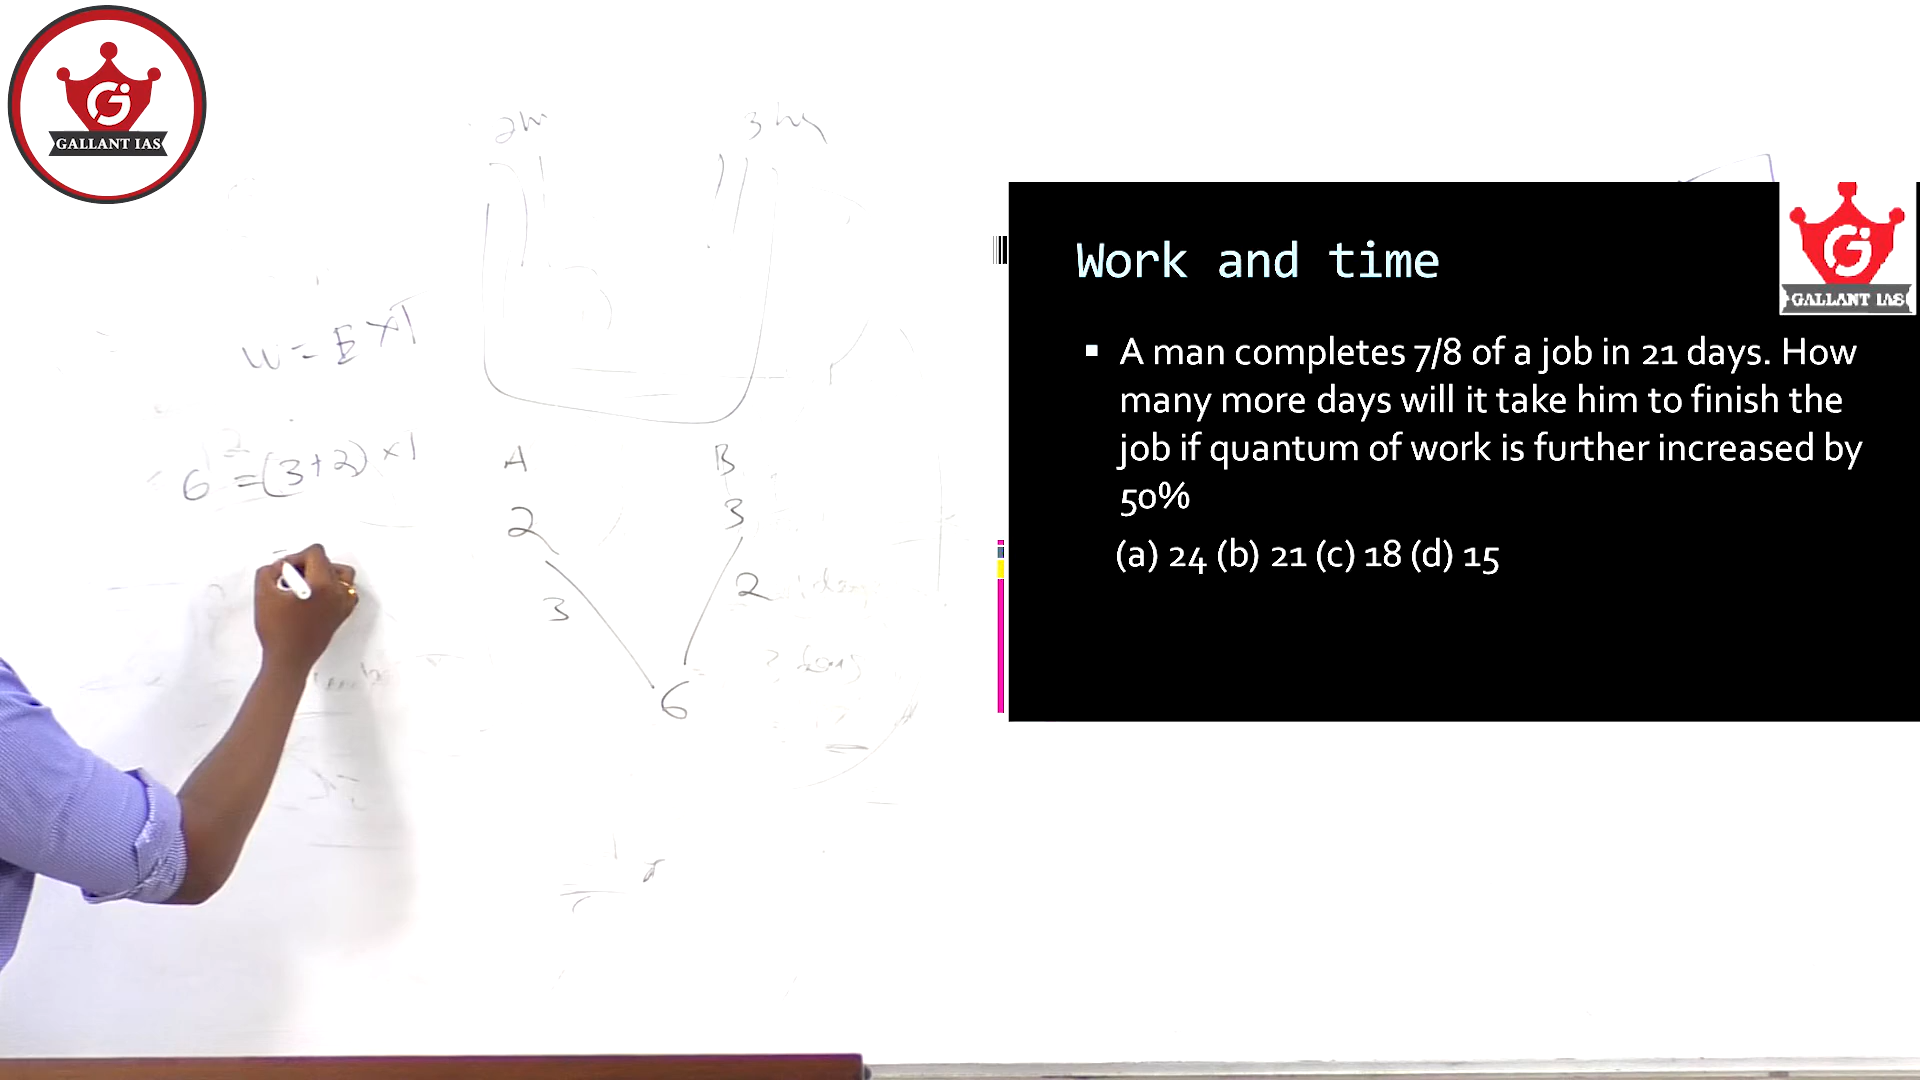 GALLANT IAS
W = E × T
6 = (3+2) × 1
A B
2 3
3 2
6
Work and time
GALLANT IAS
A man completes 7/8 of a job in 21 days. How
many more days will it take him to finish the
job if quantum of work is further increased by
50%
(a) 24 (b) 21 (c) 18 (d) 15